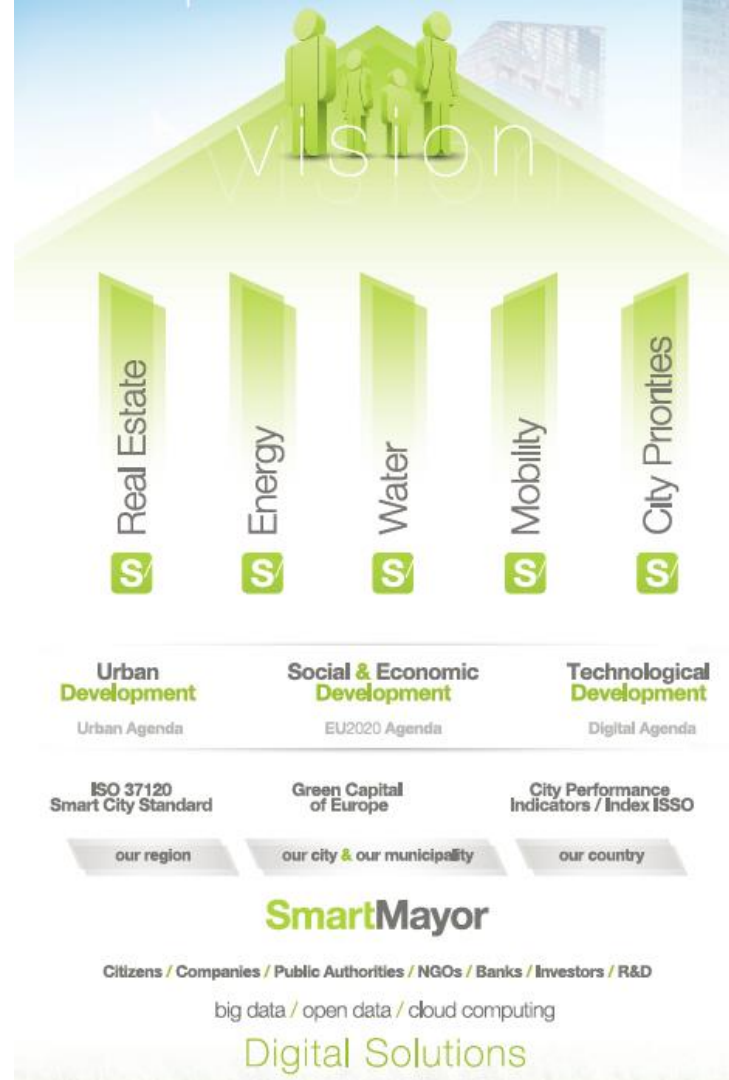 vision
Real Estate
Energy
Water
Mobility
City Priorities
S/ S/ S/ S/ S/
Urban
Development
Urban Agenda
Social & Economic
Development
EU2020 Agenda
Technological
Development
Digital Agenda
ISO 37120
Smart City Standard
Green Capital
of Europe
City Performance
Indicators / Index ISSO
our region
our city & our municipality
our country
SmartMayor
Citizens / Companies / Public Authorities / NGOs / Banks / Investors / R&D
big data / open data / cloud computing
Digital Solutions